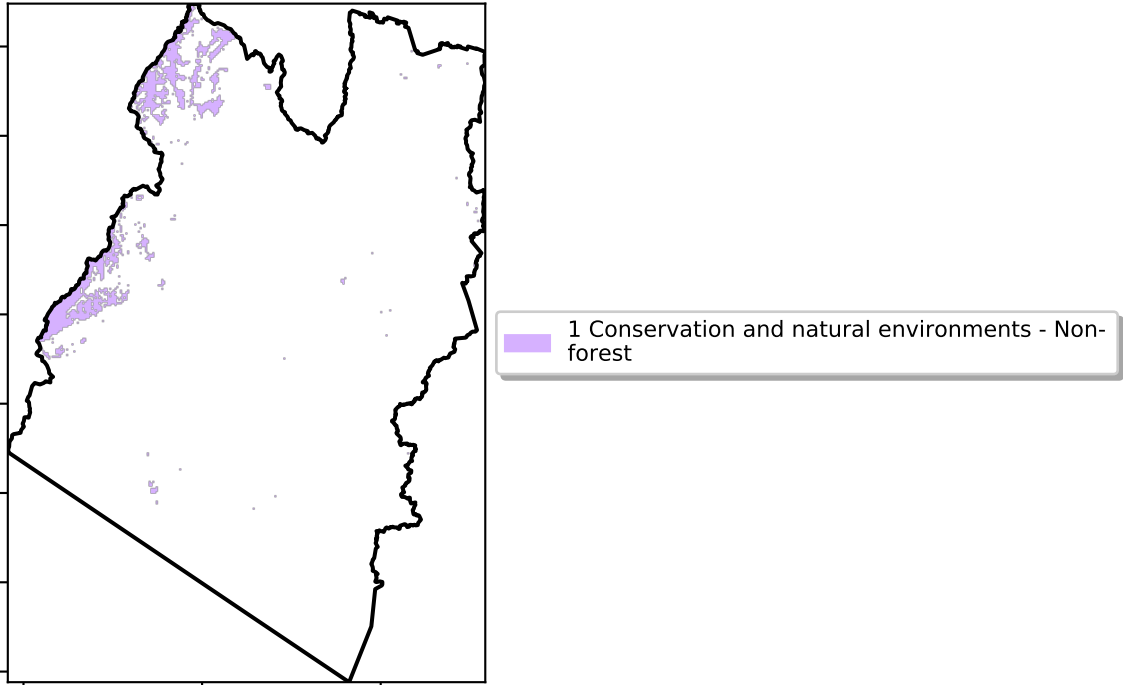 1 Conservation and natural environments - Non-
forest